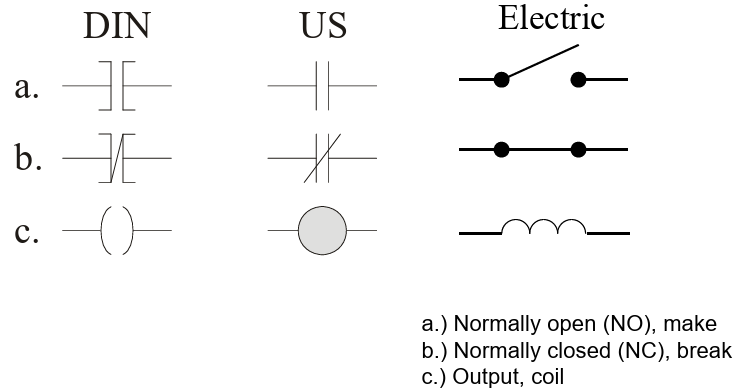 DIN US Electric
a.
b.
c.
a.) Normally open (NO), make
b.) Normally closed (NC), break
c.) Output, coil